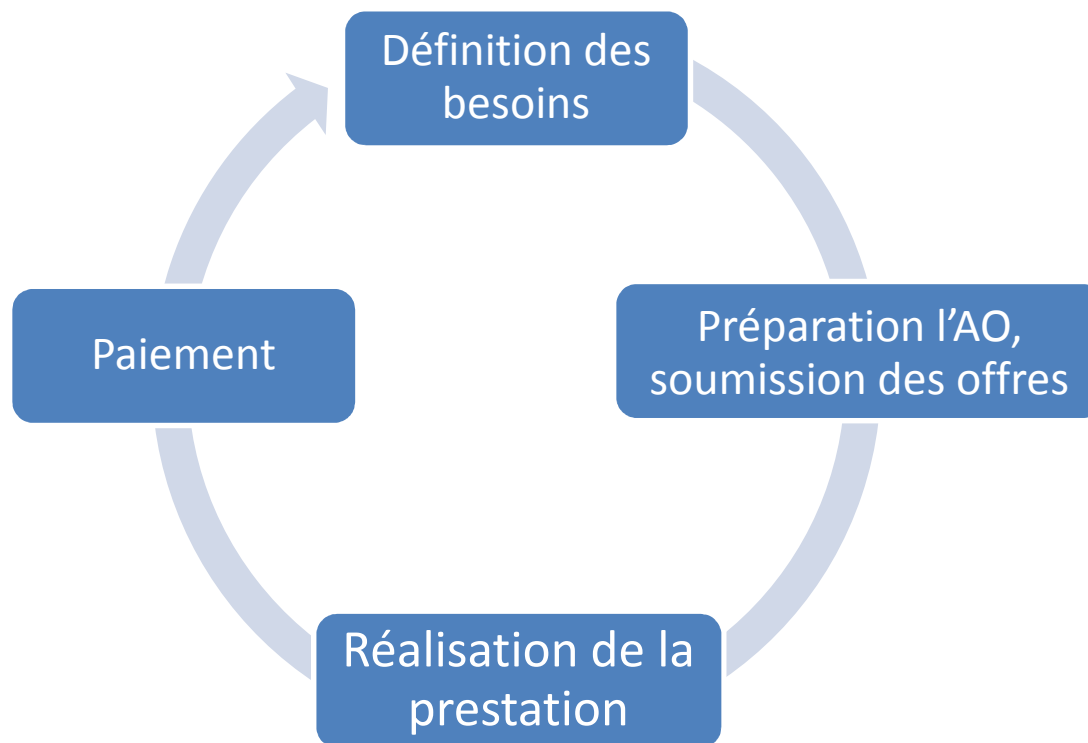 Définition des
besoins
Préparation l’AO,
soumission des offres
Réalisation de la
prestation
Paiement